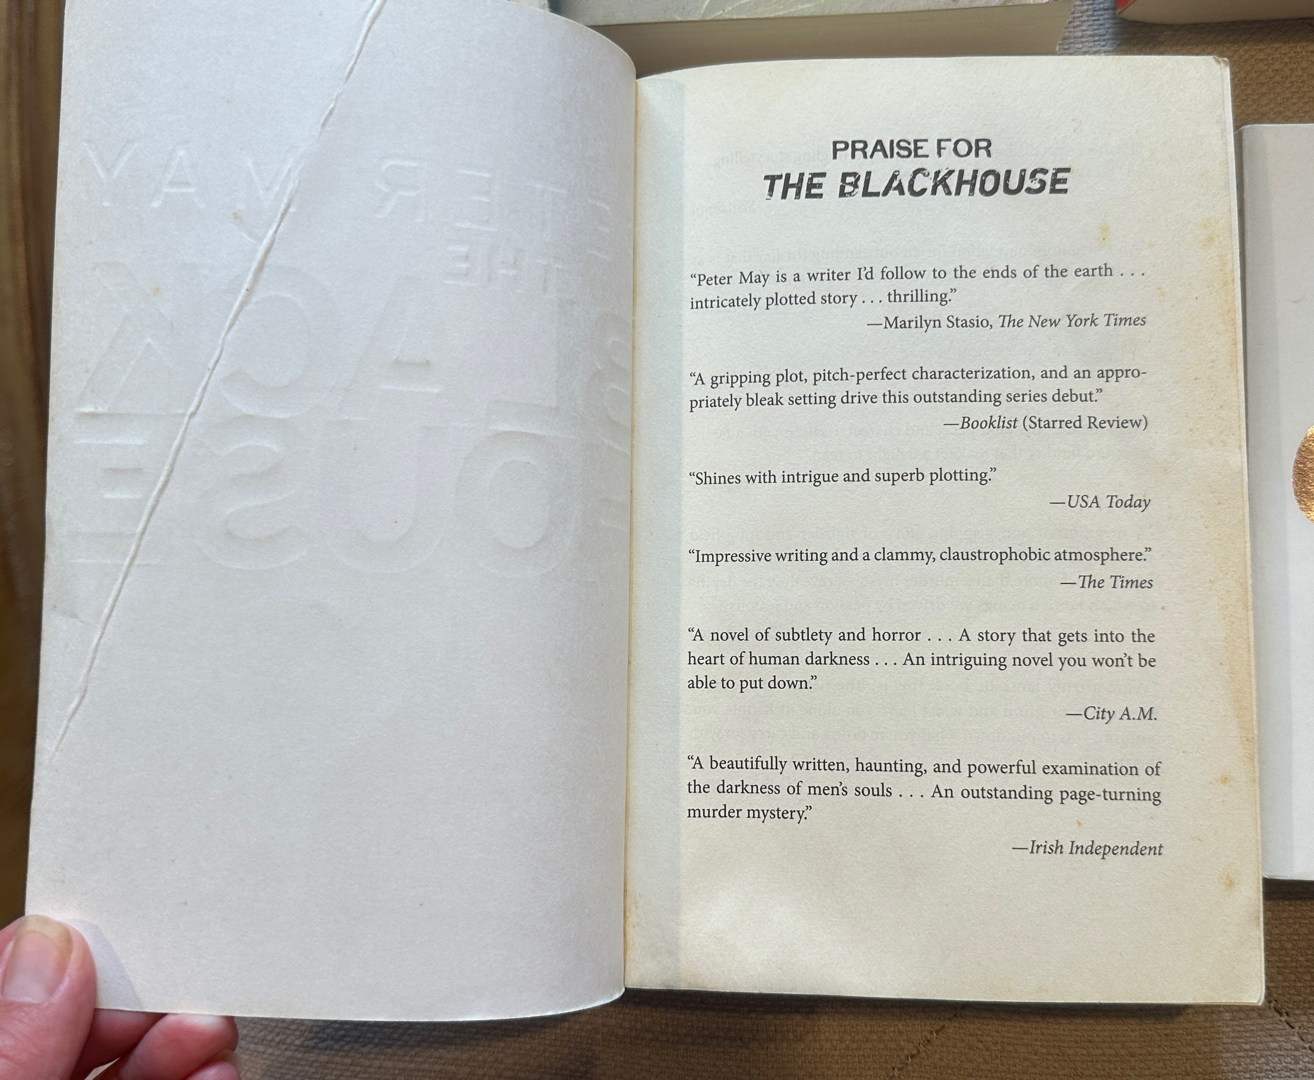 PETER MAY
THE
BLACK
HOUSE
PRAISE FOR
THE BLACKHOUSE
“Peter May is a writer I’d follow to the ends of the earth . . .
intricately plotted story . . . thrilling.”
—Marilyn Stasio, The New York Times
“A gripping plot, pitch-perfect characterization, and an appro-
priately bleak setting drive this outstanding series debut.”
—Booklist (Starred Review)
“Shines with intrigue and superb plotting.”
—USA Today
“Impressive writing and a clammy, claustrophobic atmosphere.”
—The Times
“A novel of subtlety and horror . . . A story that gets into the
heart of human darkness . . . An intriguing novel you won’t be
able to put down.”
—City A.M.
“A beautifully written, haunting, and powerful examination of
the darkness of men’s souls . . . An outstanding page-turning
murder mystery.”
—Irish Independent